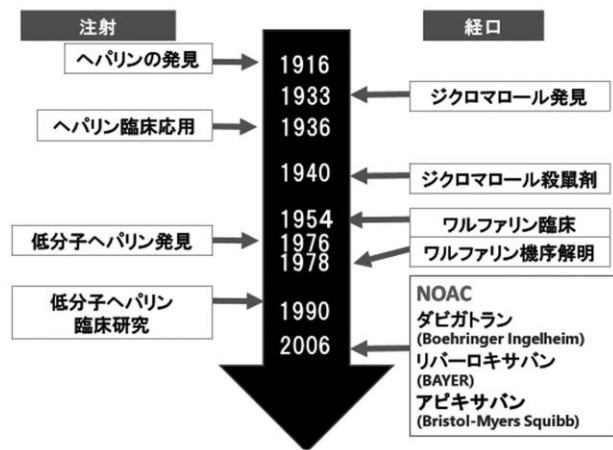 注射
経口
ヘパリンの発見
1916
1933
ジクロマロール発見
ヘパリン臨床応用
1936
1940
ジクロマロール殺鼠剤
1954
ワルファリン臨床
低分子ヘパリン発見
1976
1978
ワルファリン機序解明
低分子ヘパリン
臨床研究
1990
2006
NOAC
ダビガトラン
(Boehringer Ingelheim)
リバーロキサバン
(BAYER)
アピキサバン
(Bristol-Myers Squibb)